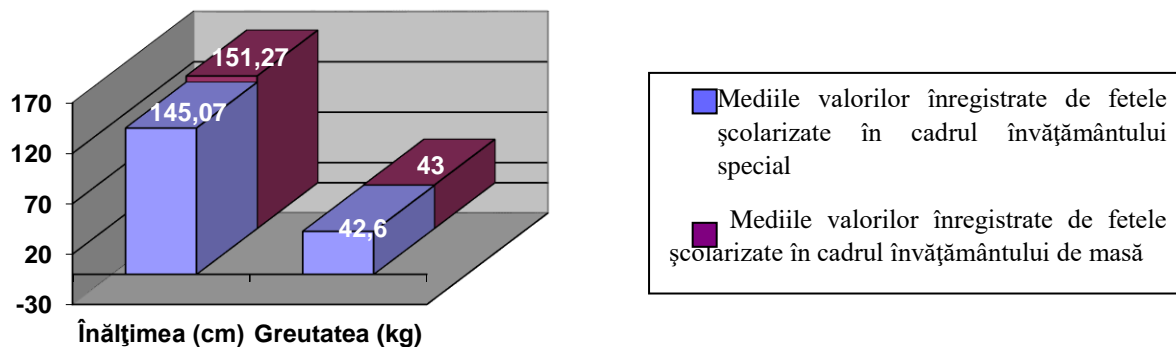 151,27
170
145,07
120
43
70
42,6
20
-30
Înălţimea (cm) Greutatea (kg)
Mediile valorilor înregistrate de fetele
şcolarizate în cadrul învăţământului
special
Mediile valorilor înregistrate de fetele
şcolarizate în cadrul învăţământului de masă